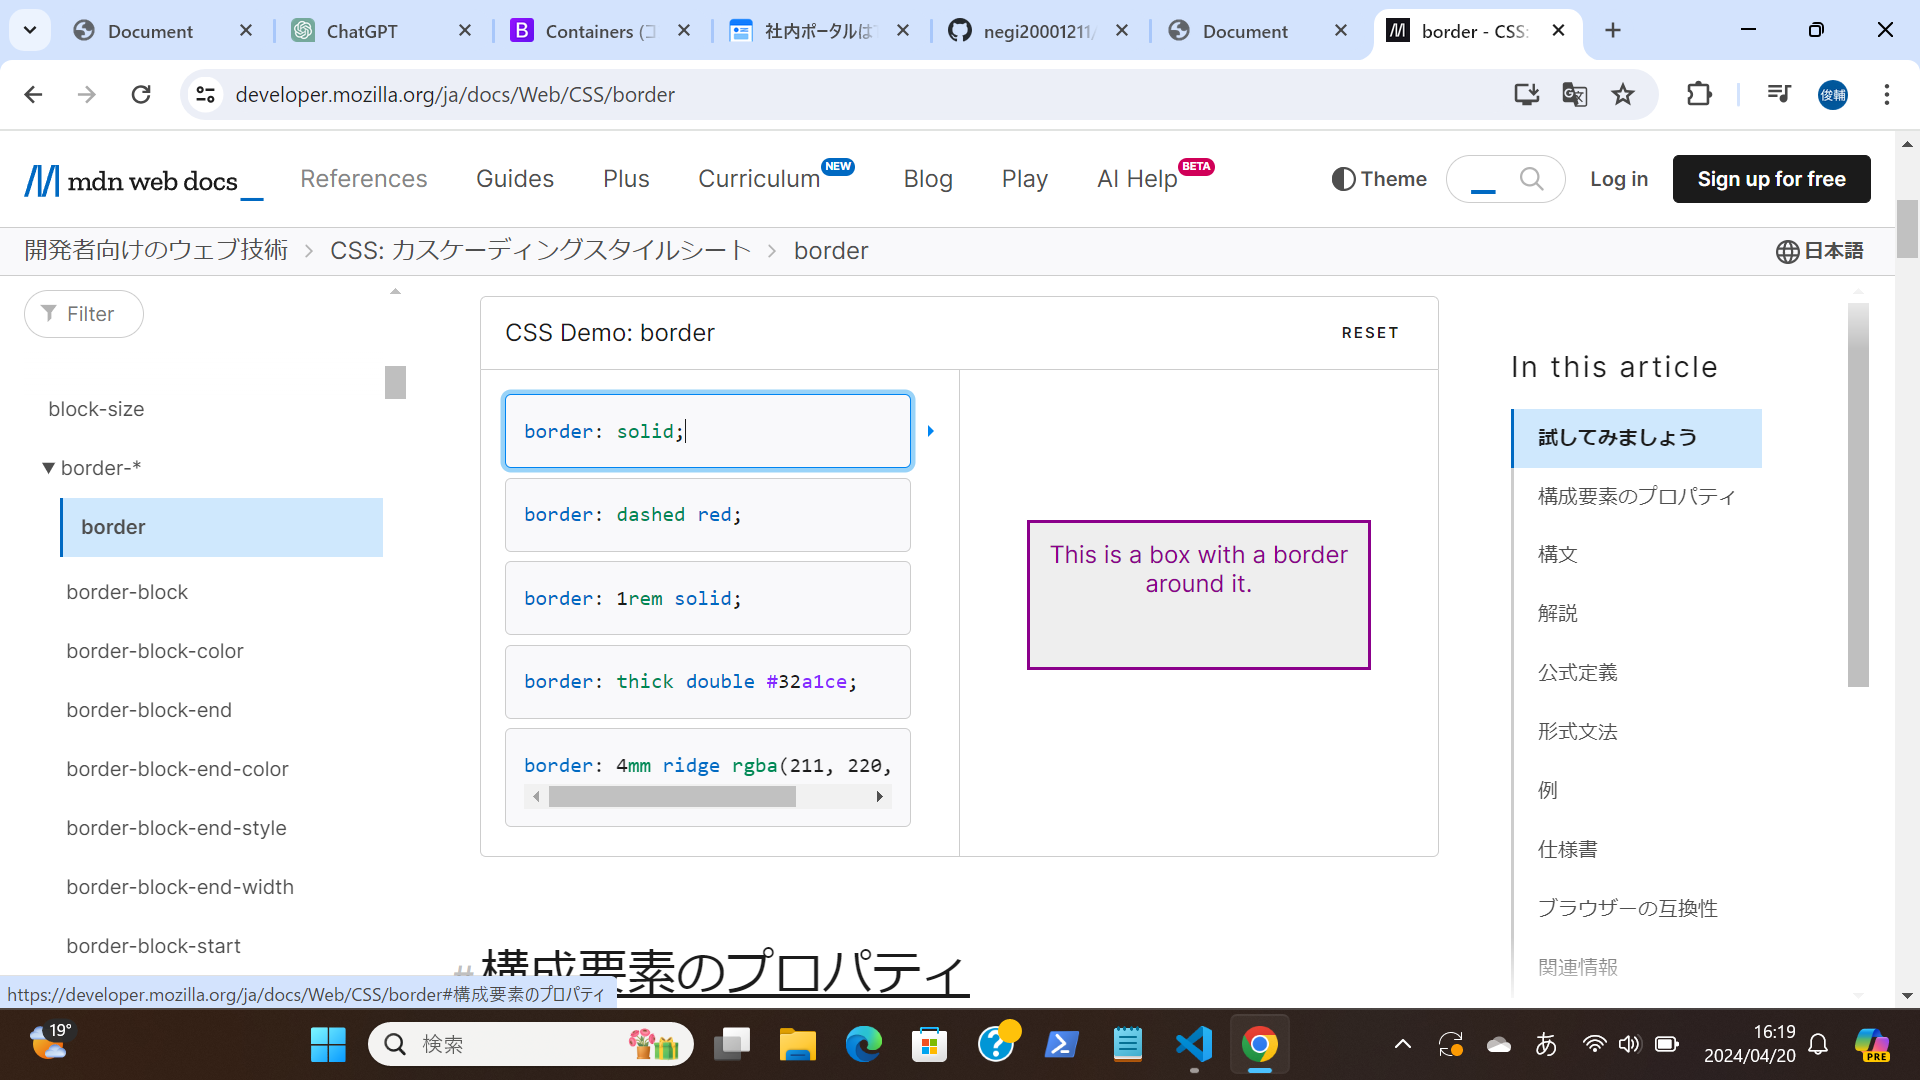 Document
ChatGPT
Containers (コ
社内ポータルは
negi20001211/
Document
border - CSS:
developer.mozilla.org/ja/docs/Web/CSS/border
俊輔
mdn web docs
References
Guides
Plus
Curriculum NEW
Blog
Play
AI Help BETA
Theme
Log in
Sign up for free
開発者向けのウェブ技術
CSS: カスケーディングスタイルシート
border
日本語
Filter
block-size
border-*
border
border-block
border-block-color
border-block-end
border-block-end-color
border-block-end-style
border-block-end-width
border-block-start
CSS Demo: border
RESET
border: solid;
border: dashed red;
border: 1rem solid;
border: thick double #32a1ce;
border: 4mm ridge rgba(211, 220,
This is a box with a border
around it.
# 構成要素のプロパティ
In this article
試してみましょう
構成要素のプロパティ
構文
解説
公式定義
形式文法
例
仕様書
ブラウザーの互換性
関連情報
https://developer.mozilla.org/ja/docs/Web/CSS/border#構成要素のプロパティ
19°
検索
あ
16:19
2024/04/20
PRE